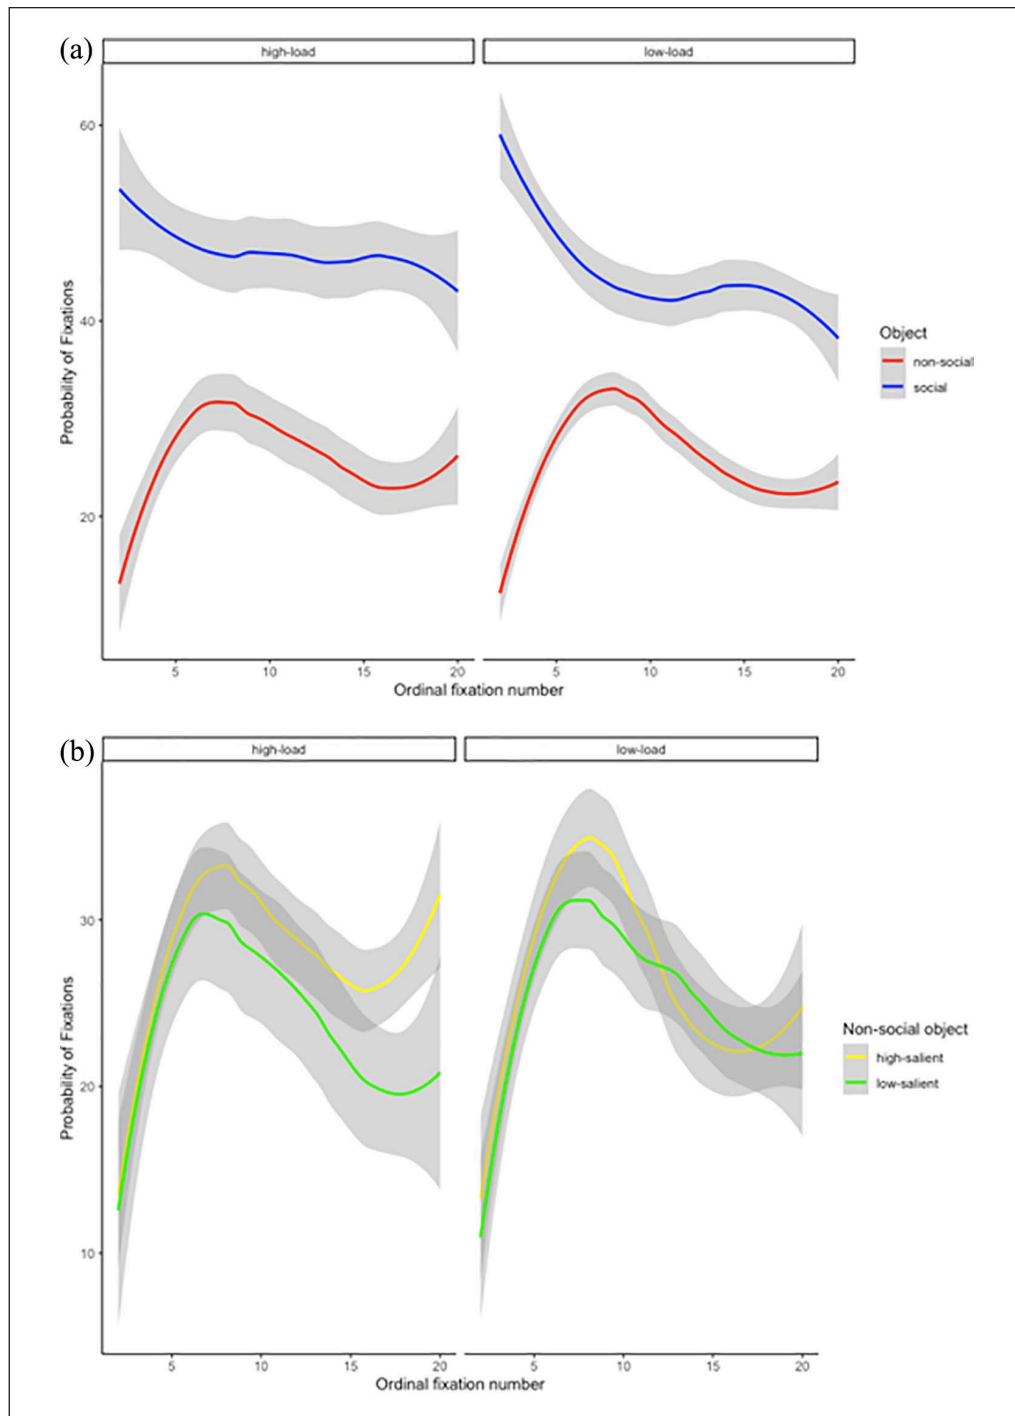 (a)
high-load
low-load
60
40
20
Probability of Fixations
5
10
15
20
5
10
15
20
Ordinal fixation number
Object
non-social
social
(b)
high-load
low-load
30
20
10
Probability of Fixations
5
10
15
20
5
10
15
20
Ordinal fixation number
Non-social object
high-salient
low-salient